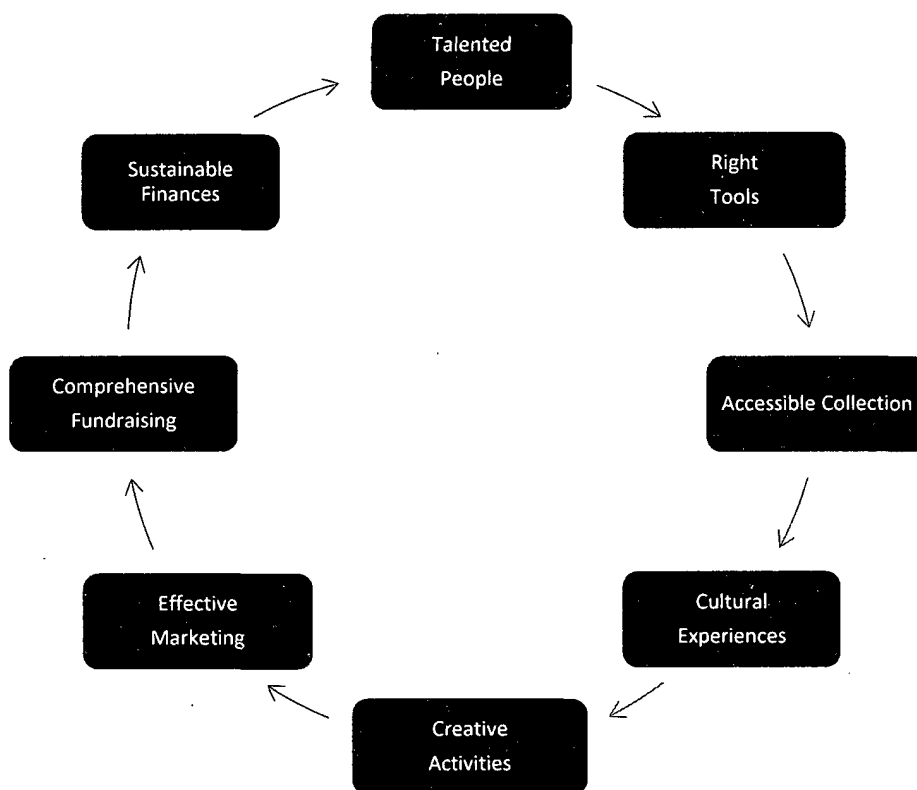 Talented
People
Right
Tools
Accessible Collection
Cultural
Experiences
Creative
Activities
Effective
Marketing
Comprehensive
Fundraising
Sustainable
Finances